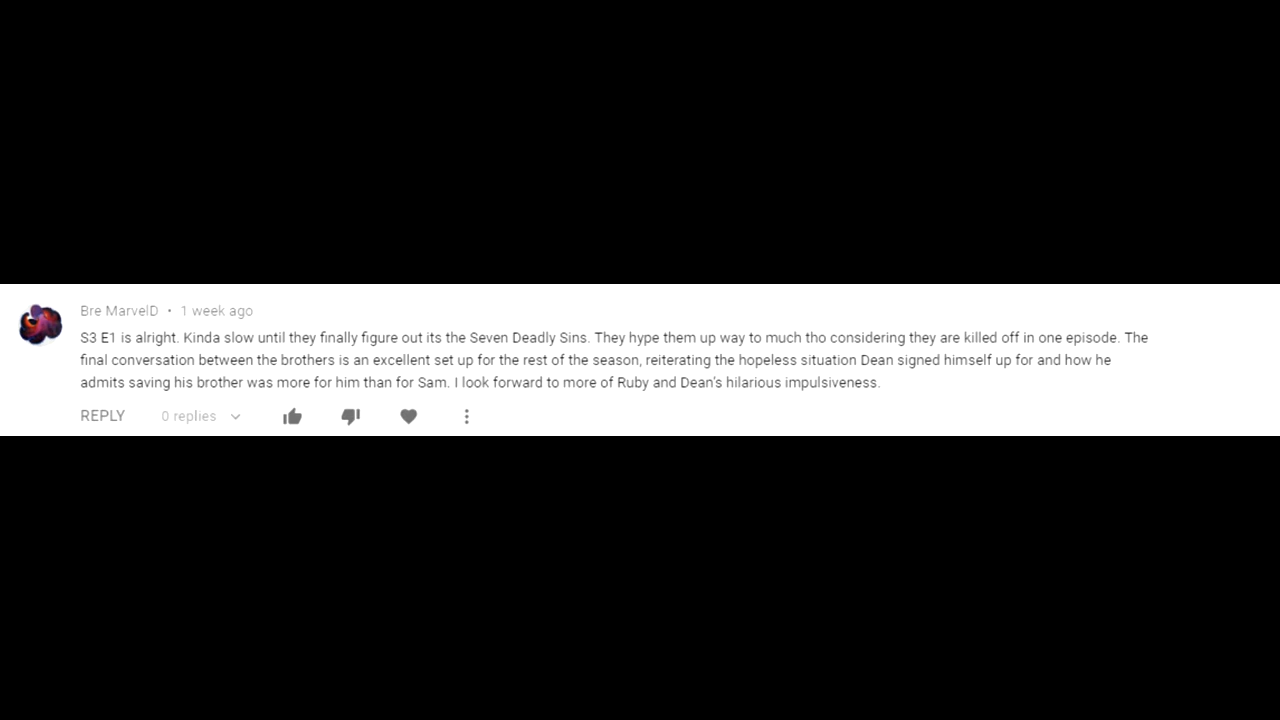 Bre MarvelD • 1 week ago
S3 E1 is alright. Kinda slow until they finally figure out its the Seven Deadly Sins. They hype them up way to much tho considering they are killed off in one episode. The
final conversation between the brothers is an excellent set up for the rest of the season, reiterating the hopeless situation Dean signed himself up for and how he
admits saving his brother was more for him than for Sam. I look forward to more of Ruby and Dean's hilarious impulsiveness.
REPLY 0 replies